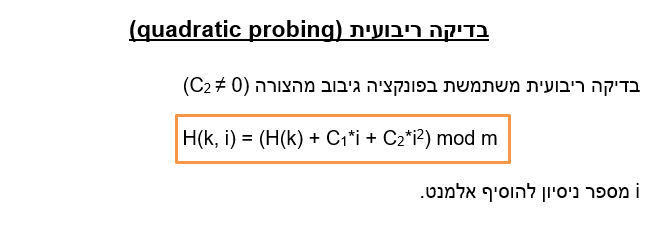 בדיקה ריבועית (quadratic probing)
בדיקה ריבועית משתמשת בפונקציה גיבוב מהצורה (C₂ ≠ 0)
H(k, i) = (H(k) + C₁*i + C₂*i²) mod m
i מספר ניסיון להוסיף אלמנט.